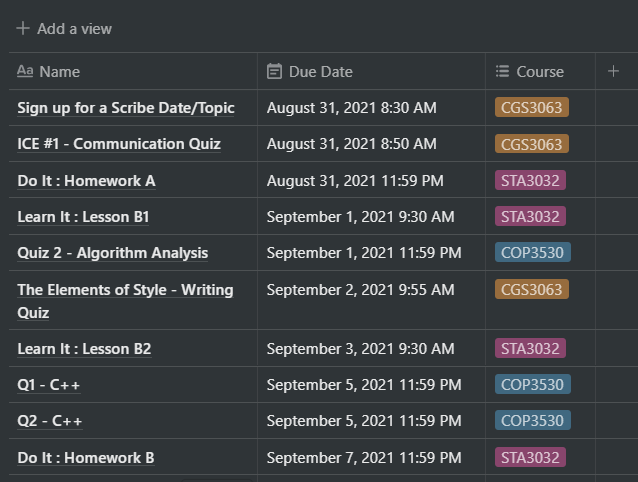 Add a view
Aa Name Due Date Course
Sign up for a Scribe Date/Topic August 31, 2021 8:30 AM CGS3063
ICE #1 - Communication Quiz August 31, 2021 8:50 AM CGS3063
Do It : Homework A August 31, 2021 11:59 PM STA3032
Learn It : Lesson B1 September 1, 2021 9:30 AM STA3032
Quiz 2 - Algorithm Analysis September 1, 2021 11:59 PM COP3530
The Elements of Style - Writing September 2, 2021 9:55 AM CGS3063
Quiz
Learn It : Lesson B2 September 3, 2021 9:30 AM STA3032
Q1 - C++ September 5, 2021 11:59 PM COP3530
Q2 - C++ September 5, 2021 11:59 PM COP3530
Do It : Homework B September 7, 2021 11:59 PM STA3032